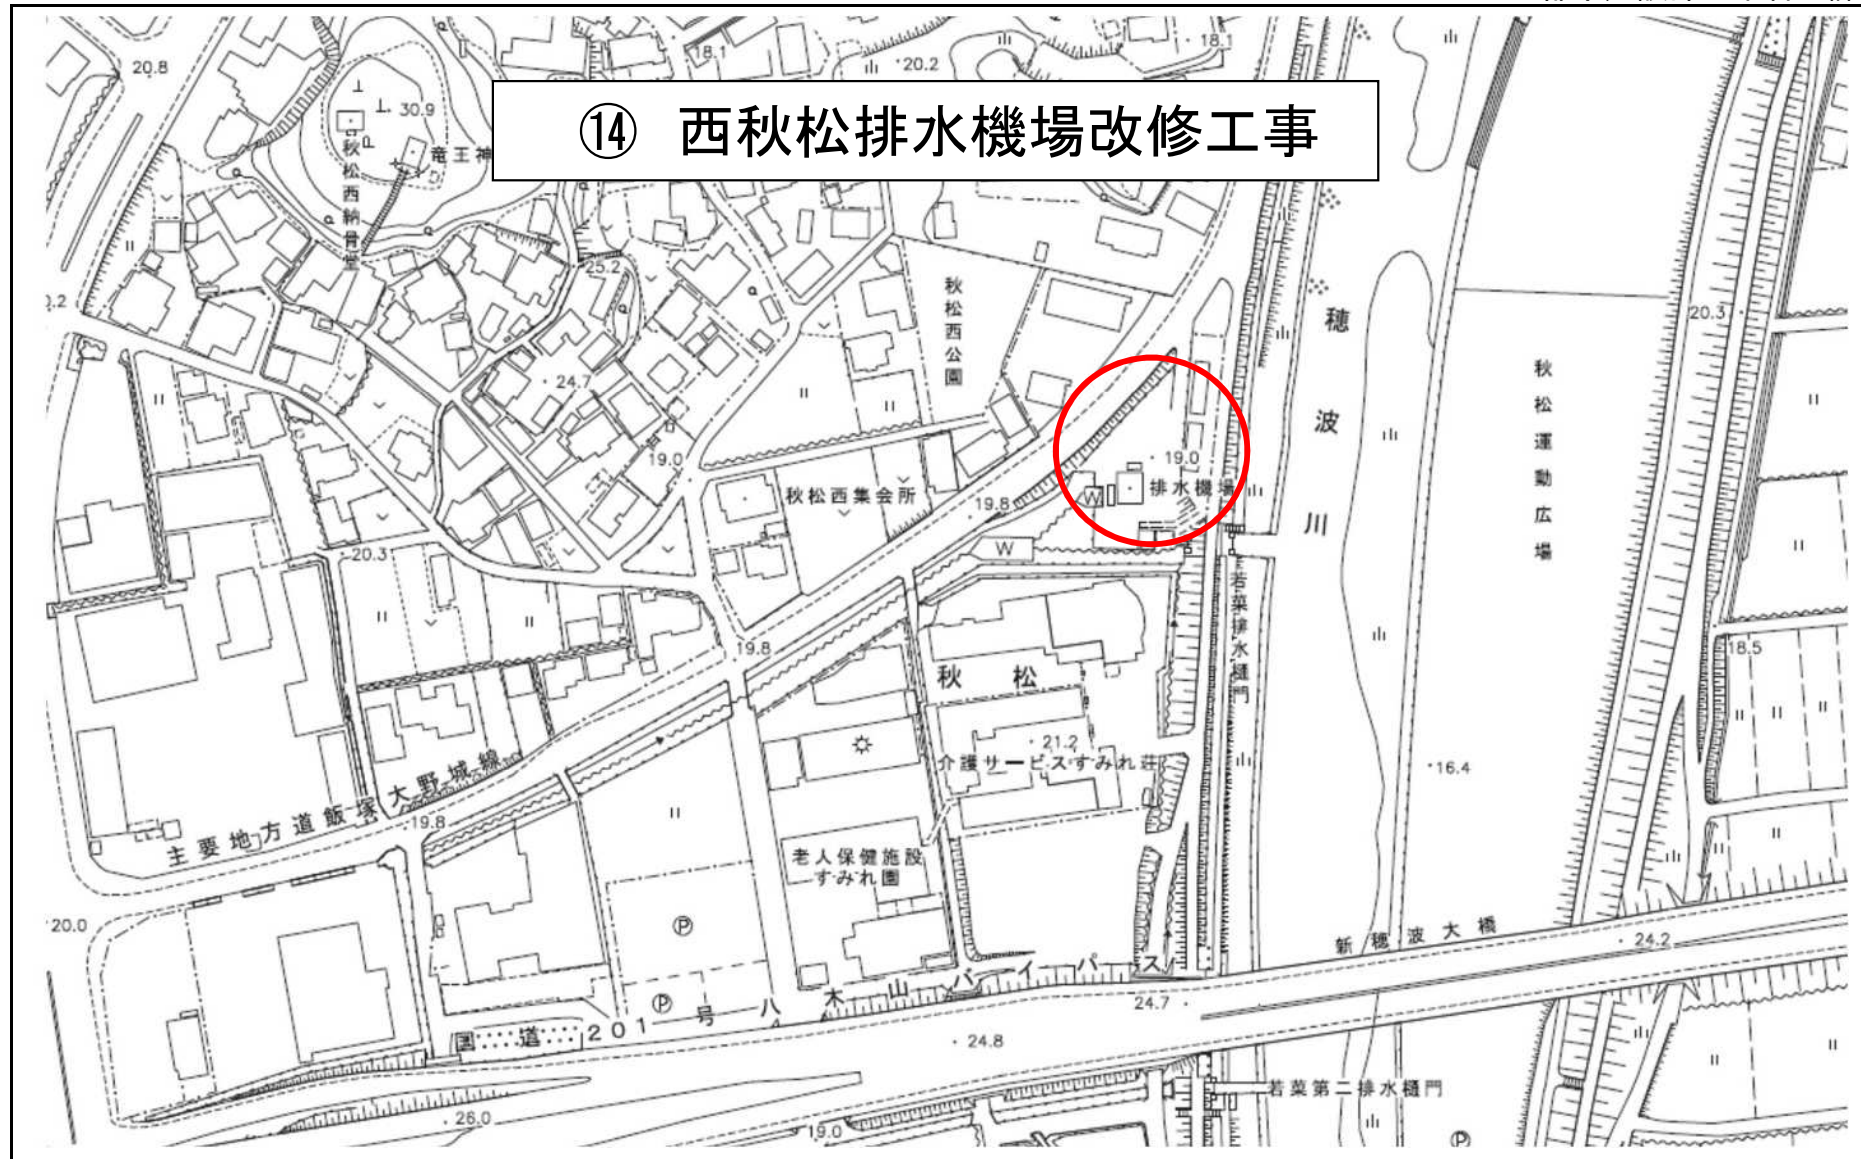 ⑭ 西秋松排水機場改修工事
20.8
18.1
20.2
18.1
30.9
竜王神
秋松西納骨堂
25.2
20.3
秋松西公園
穂波川
秋松運動広場
24.7
19.0
19.0
排水機場
W
秋松西集会所
19.8
W
20.3
若菜排水樋門
19.8
18.5
秋松
21.2
介護サービスすみれ荘
16.4
主要地方道飯塚大野城線
19.8
老人保健施設
すみれ園
20.0
P
新穂波大橋
24.2
P
24.7
国道201号八木山バイパス
24.8
若菜第二排水樋門
26.0
19.0
P